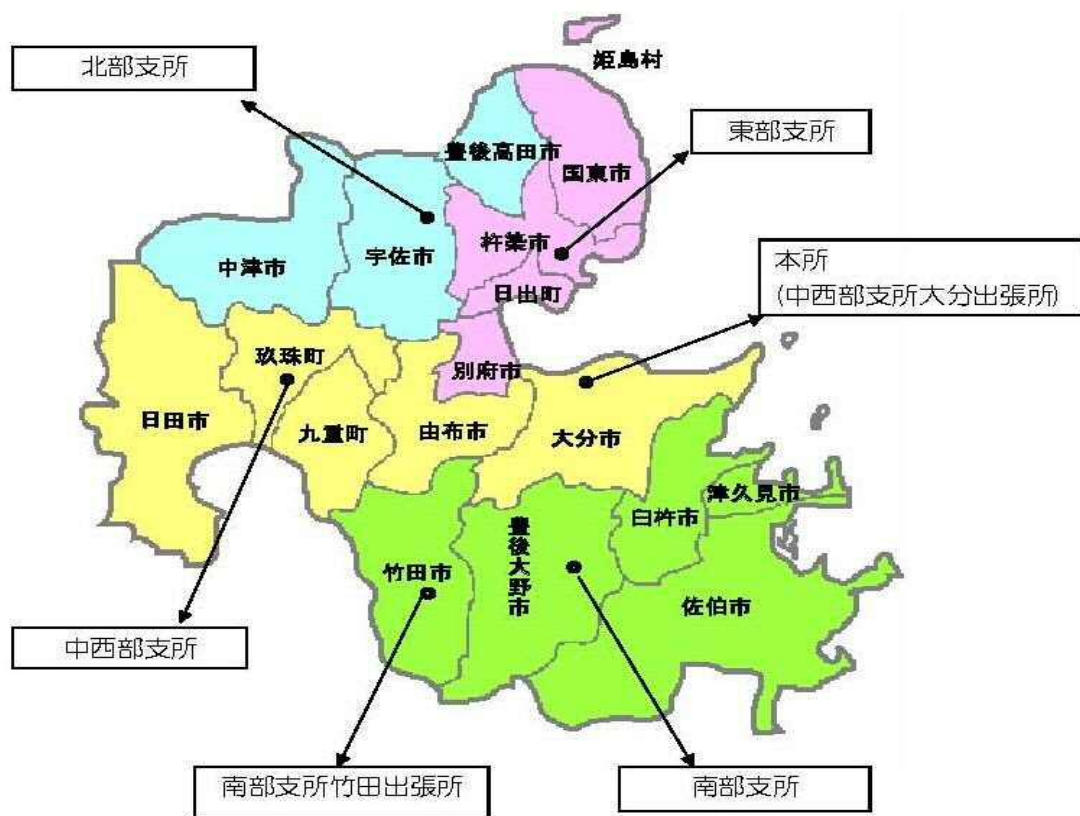 北部支所
姫島村
東部支所
豊後高田市
国東市
杵築市
宇佐市
中津市
日出町
本所
(中西部支所大分出張所)
玖珠町
別府市
日田市
九重町
由布市
大分市
津久見市
臼杵市
豊後大野市
竹田市
佐伯市
中西部支所
南部支所竹田出張所
南部支所